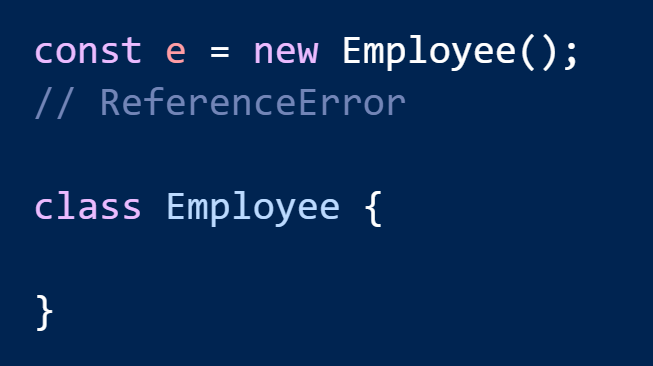 const e = new Employee();
// ReferenceError
class Employee {
}